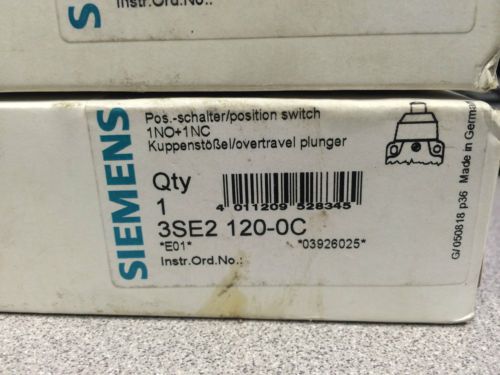 Instr.Ord.No.:
SIEMENS
Pos.-schalter/position switch
1NO+1NC
Kuppenstößel/overtravel plunger
Qty
1
4 011209 528345
3SE2 120-0C
*E01* *03926025*
Instr.Ord.No.:
G/ 050818 p36 Made in German